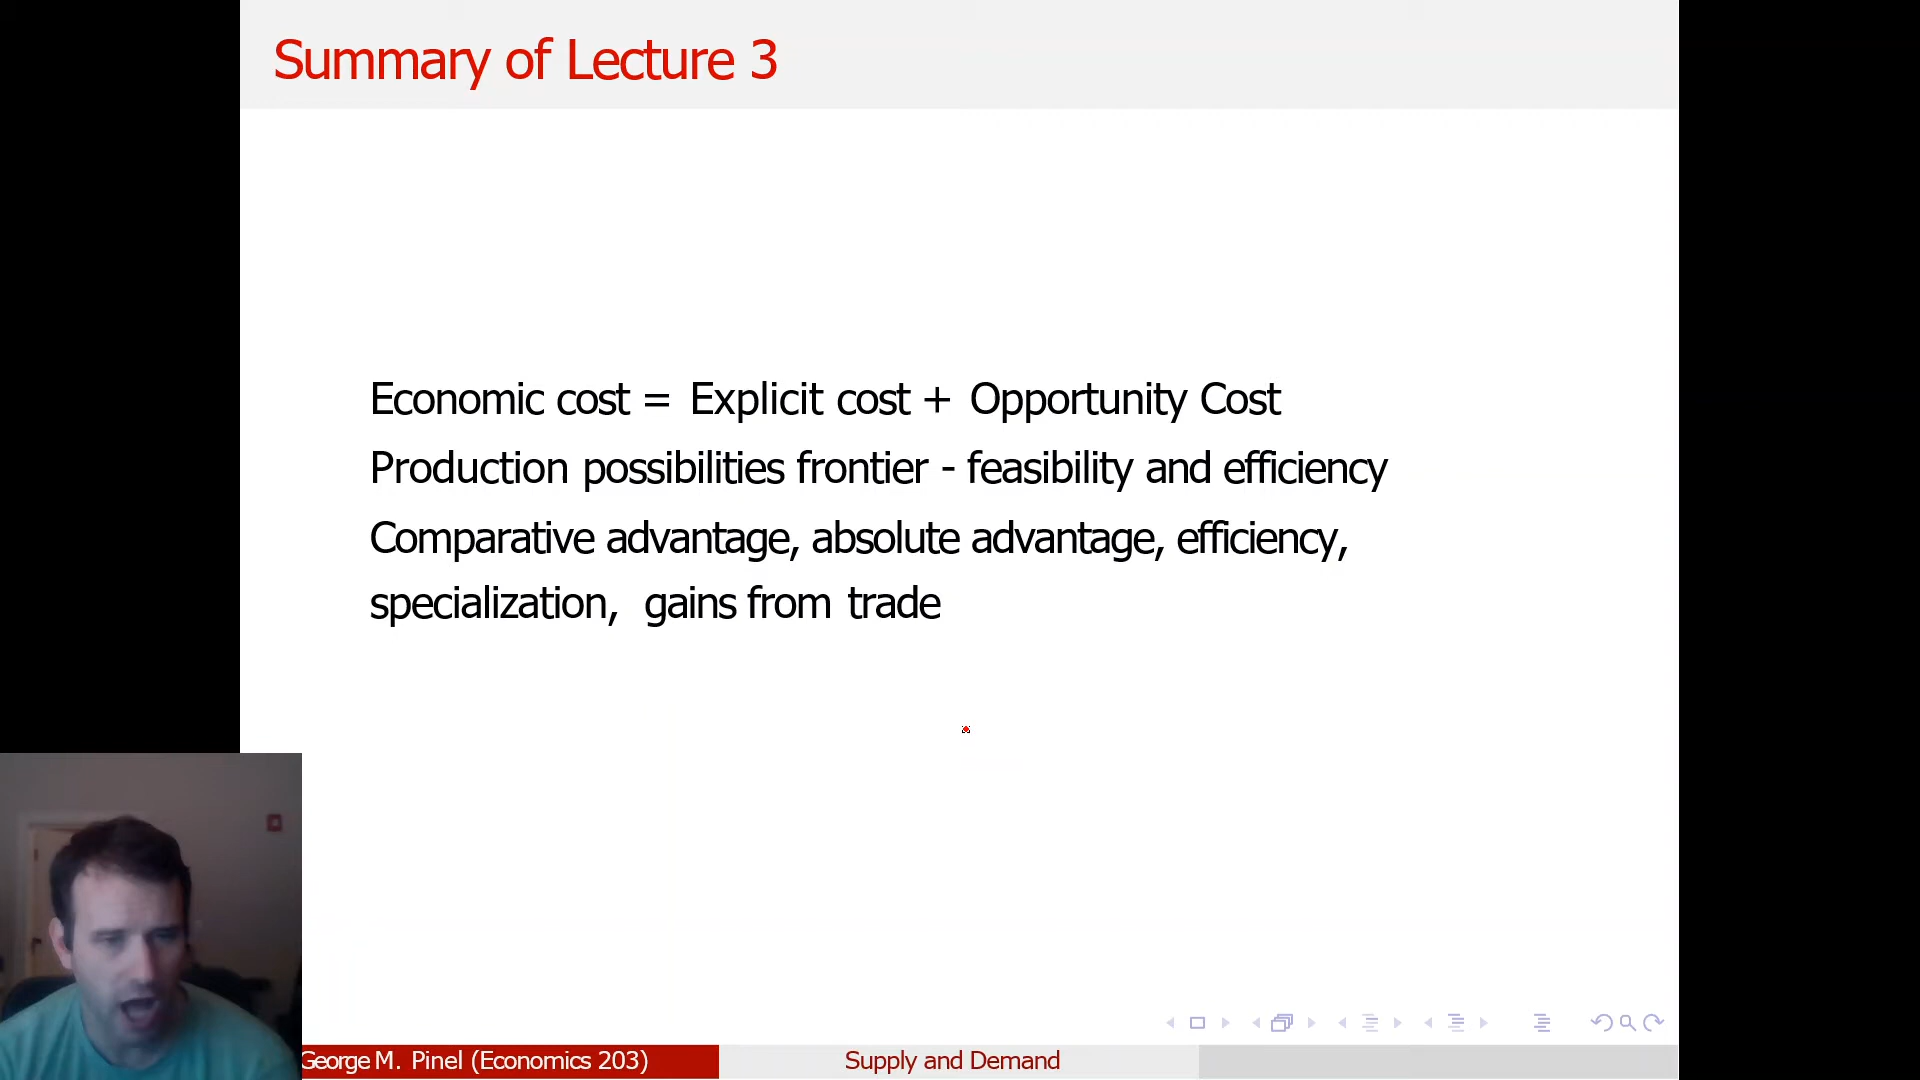 Summary of Lecture 3
Economic cost = Explicit cost + Opportunity Cost
Production possibilities frontier - feasibility and efficiency
Comparative advantage, absolute advantage, efficiency,
specialization, gains from trade
George M. Pinel (Economics 203)
Supply and Demand